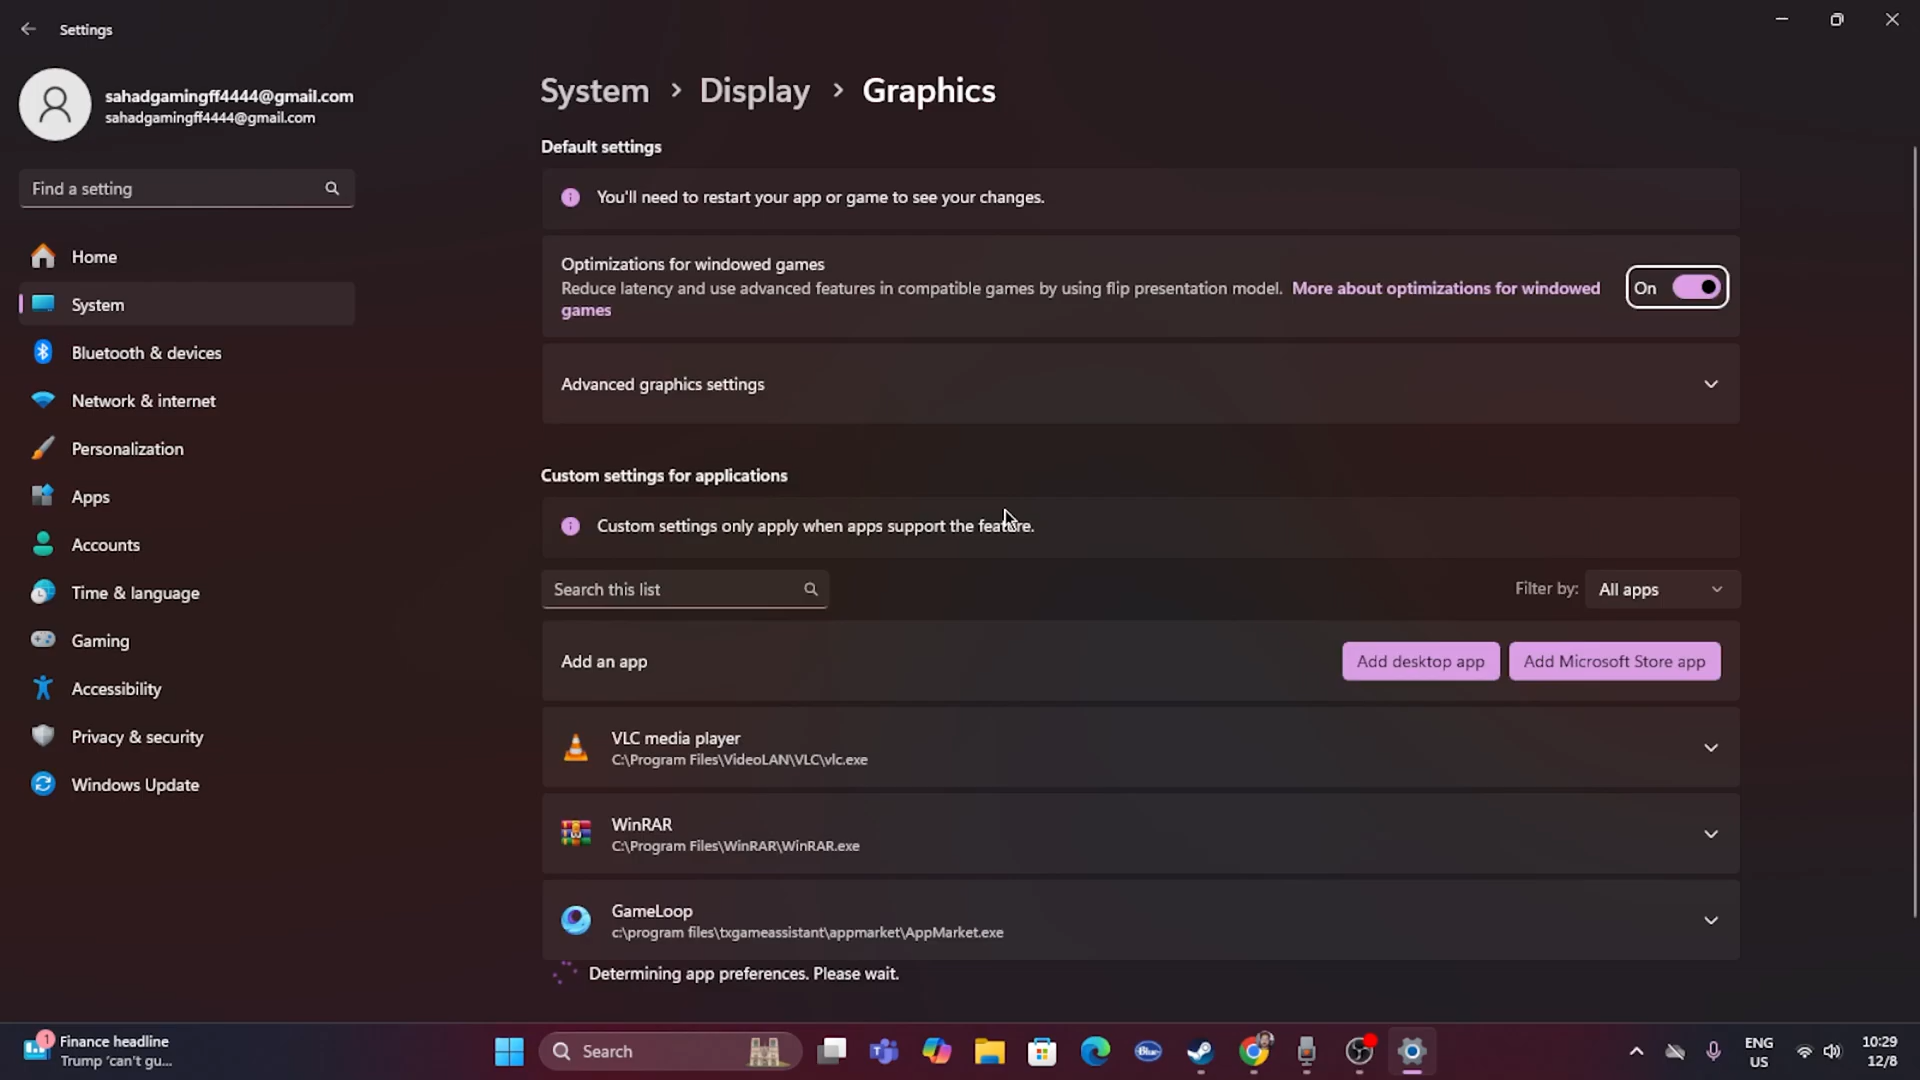 Settings
sahadgamingff4444@gmail.com
sahadgamingff4444@gmail.com
Find a setting
Home
System
Bluetooth & devices
Network & internet
Personalization
Apps
Accounts
Time & language
Gaming
Accessibility
Privacy & security
Windows Update
System > Display > Graphics
Default settings
You'll need to restart your app or game to see your changes.
Optimizations for windowed games
Reduce latency and use advanced features in compatible games by using flip presentation model. More about optimizations for windowed
games
On
Advanced graphics settings
Custom settings for applications
Custom settings only apply when apps support the feature.
Search this list
Filter by: All apps
Add an app
Add desktop app
Add Microsoft Store app
VLC media player
C:\Program Files\VideoLAN\VLC\vlc.exe
WinRAR
C:\Program Files\WinRAR\WinRAR.exe
GameLoop
c:\program files\txgameassistant\appmarket\AppMarket.exe
Determining app preferences. Please wait.
1
Finance headline
Trump 'can't gu...
Search
Blue
ENG
US
10:29
12/8